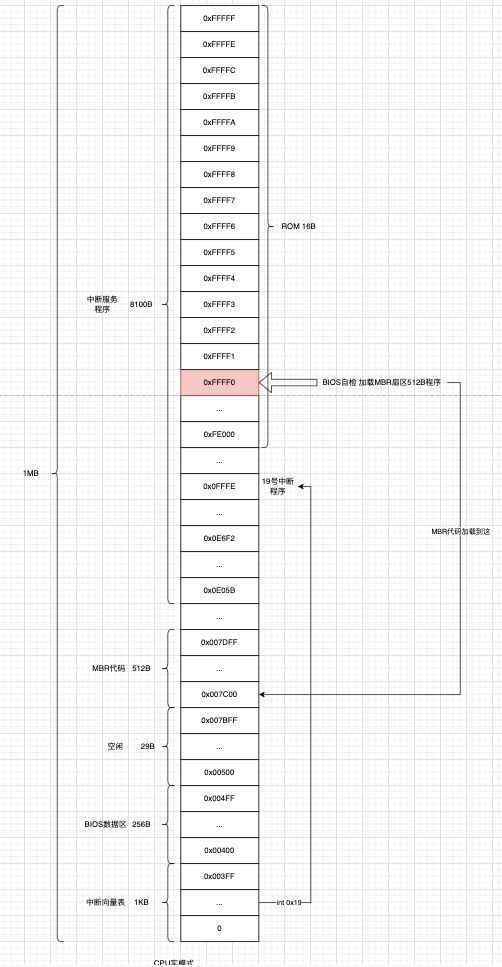 0xFFFFF
0xFFFFE
0xFFFFC
0xFFFFB
0xFFFFA
0xFFFF9
0xFFFF8
0xFFFF7
0xFFFF6
ROM 16B
0xFFFF5
0xFFFF4
中断服务
程序
8100B
0xFFFF3
0xFFFF2
0xFFFF1
0xFFFF0
BIOS自检 加载MBR扇区512B程序
...
0xFE000
...
1MB
0x0FFFE
19号中断
程序
...
MBR代码加载到这
0x0E6F2
...
0x0E05B
...
0x007DFF
MBR代码 512B
...
0x007C00
0x007BFF
空闲 29B
...
0x00500
0x004FF
BIOS数据区 256B
...
0x00400
0x003FF
中断向量表 1KB
...
int 0x19
0
CPU实模式